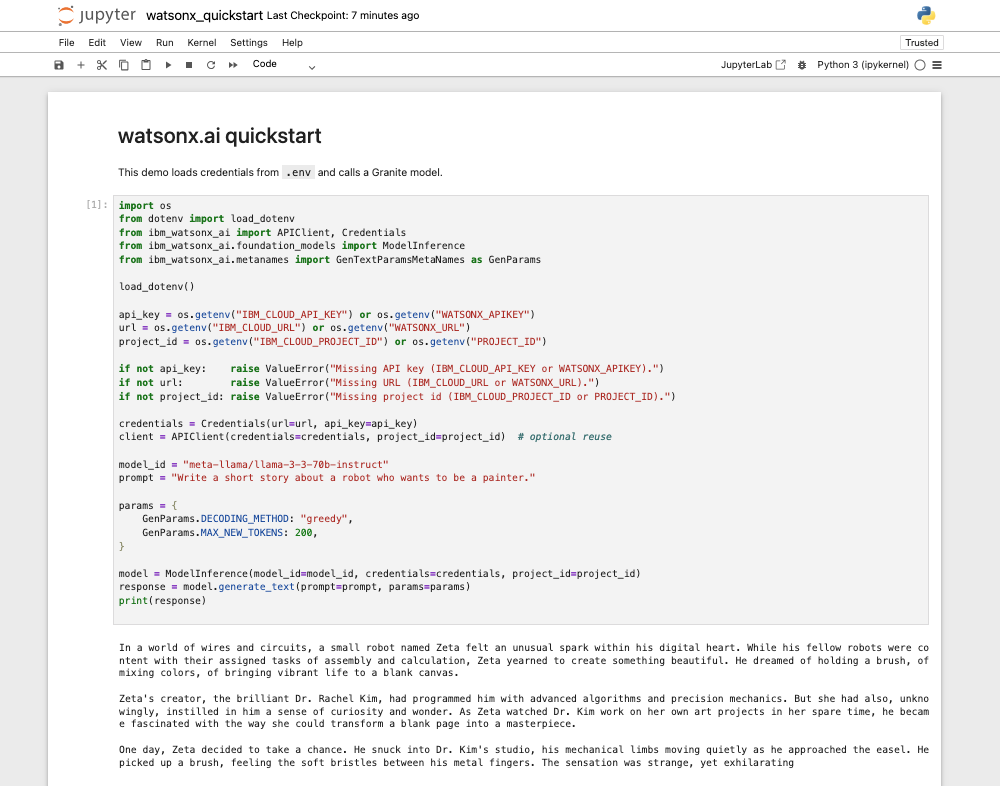 jupyter watsonx_quickstart Last Checkpoint: 7 minutes ago
File Edit View Run Kernel Settings Help Trusted
Code JupyterLab Python 3 (ipykernel)
watsonx.ai quickstart
This demo loads credentials from .env and calls a Granite model.
[1]: import os
from dotenv import load_dotenv
from ibm_watsonx_ai import APIClient, Credentials
from ibm_watsonx_ai.foundation_models import ModelInference
from ibm_watsonx_ai.metanames import GenTextParamsMetaNames as GenParams
load_dotenv()
api_key = os.getenv("IBM_CLOUD_API_KEY") or os.getenv("WATSONX_APIKEY")
url = os.getenv("IBM_CLOUD_URL") or os.getenv("WATSONX_URL")
project_id = os.getenv("IBM_CLOUD_PROJECT_ID") or os.getenv("PROJECT_ID")
if not api_key:    raise ValueError("Missing API key (IBM_CLOUD_API_KEY or WATSONX_APIKEY).")
if not url:        raise ValueError("Missing URL (IBM_CLOUD_URL or WATSONX_URL).")
if not project_id: raise ValueError("Missing project id (IBM_CLOUD_PROJECT_ID or PROJECT_ID).")
credentials = Credentials(url=url, api_key=api_key)
client = APIClient(credentials=credentials, project_id=project_id)  # optional reuse
model_id = "meta-llama/llama-3-3-70b-instruct"
prompt = "Write a short story about a robot who wants to be a painter."
params = {
    GenParams.DECODING_METHOD: "greedy",
    GenParams.MAX_NEW_TOKENS: 200,
}
model = ModelInference(model_id=model_id, credentials=credentials, project_id=project_id)
response = model.generate_text(prompt=prompt, params=params)
print(response)
In a world of wires and circuits, a small robot named Zeta felt an unusual spark within his digital heart. While his fellow robots were co
ntent with their assigned tasks of assembly and calculation, Zeta yearned to create something beautiful. He dreamed of holding a brush, of
mixing colors, of bringing vibrant life to a blank canvas.
Zeta's creator, the brilliant Dr. Rachel Kim, had programmed him with advanced algorithms and precision mechanics. But she had also, unkno
wingly, instilled in him a sense of curiosity and wonder. As Zeta watched Dr. Kim work on her own art projects in her spare time, he becam
e fascinated with the way she could transform a blank page into a masterpiece.
One day, Zeta decided to take a chance. He snuck into Dr. Kim's studio, his mechanical limbs moving quietly as he approached the easel. He
picked up a brush, feeling the soft bristles between his metal fingers. The sensation was strange, yet exhilarating